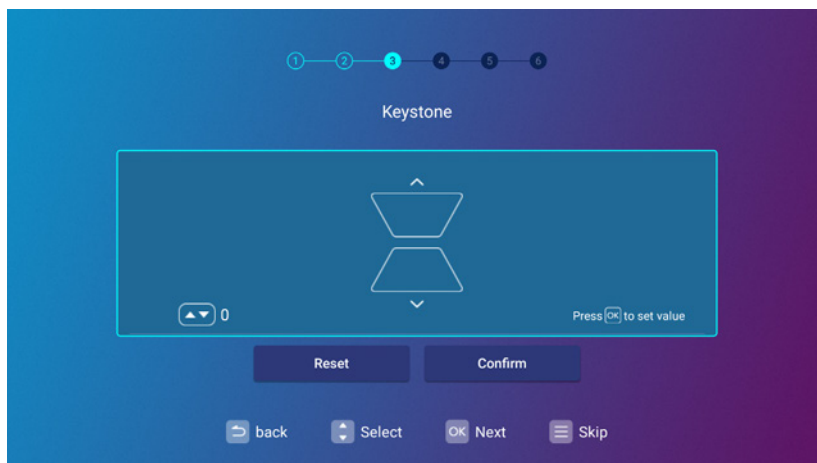 1 2 3 4 5 6
Keystone
0
Press OK to set value
Reset Confirm
back Select OK Next Skip